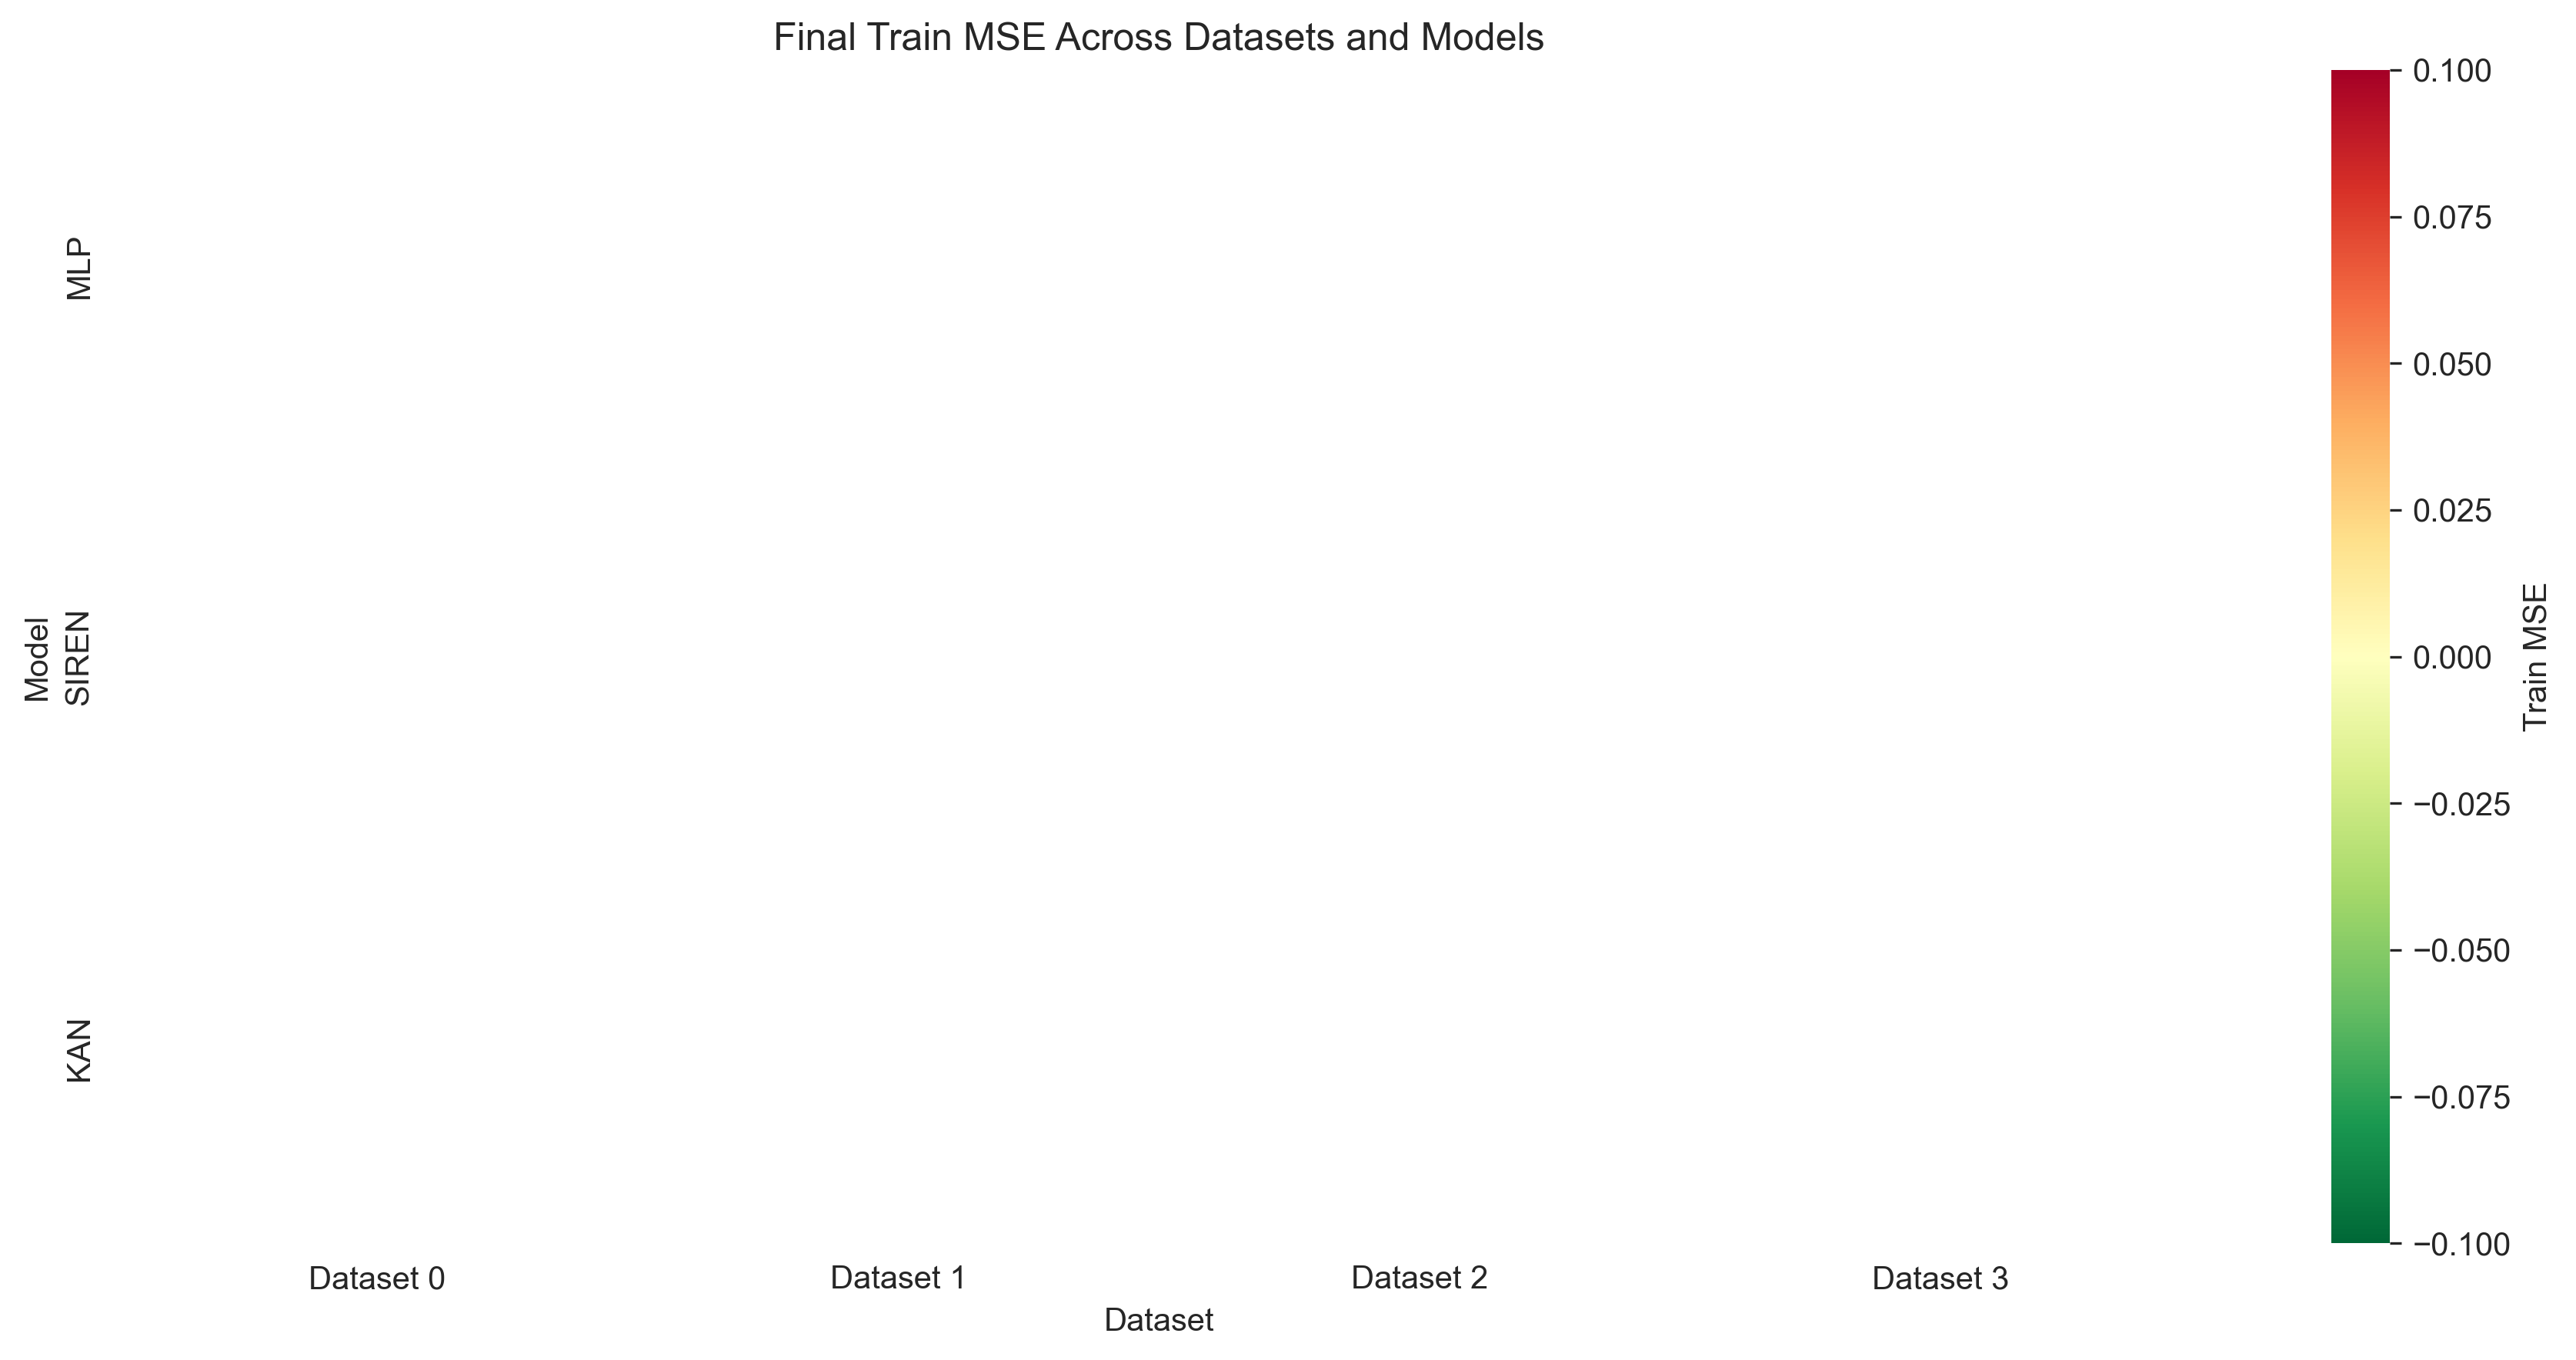 Final Train MSE Across Datasets and Models
Model
MLP
SIREN
KAN
Dataset 0
Dataset 1
Dataset 2
Dataset 3
Dataset
0.100
0.075
0.050
0.025
0.000
−0.025
−0.050
−0.075
−0.100
Train MSE